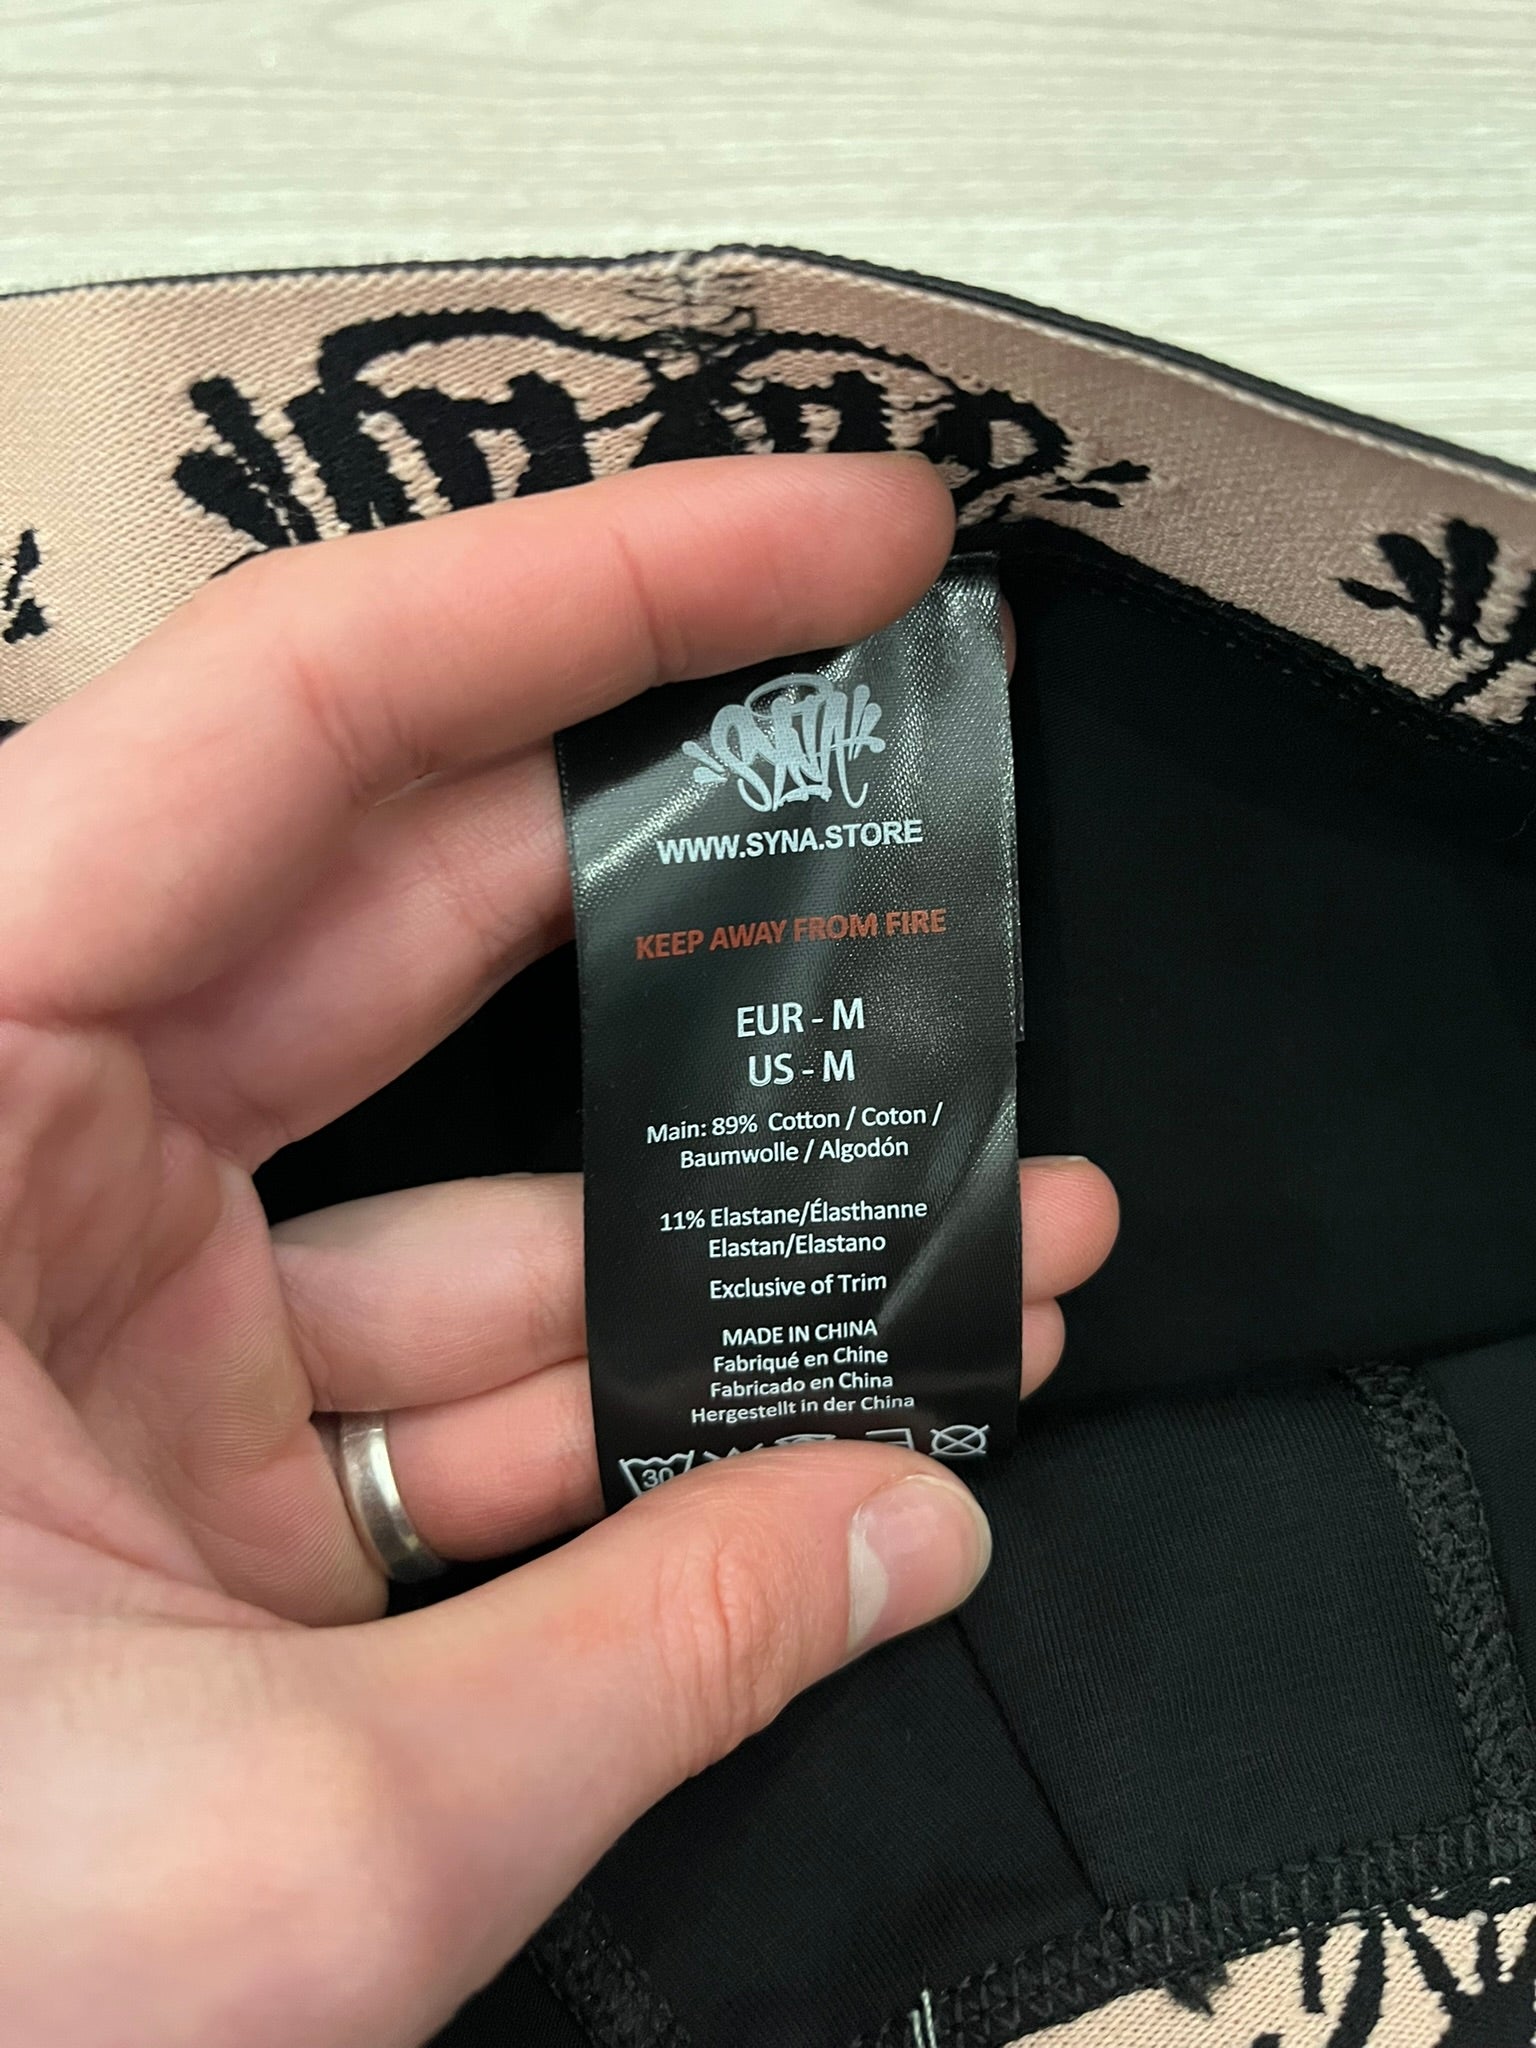 SYNA
WWW.SYNA.STORE
KEEP AWAY FROM FIRE
EUR - M
US - M
Main: 89% Cotton / Coton /
Baumwolle / Algodón
11% Elastane/Élasthanne
Elastan/Elastano
Exclusive of Trim
MADE IN CHINA
Fabriqué en Chine
Fabricado en China
Hergestellt in der China
30